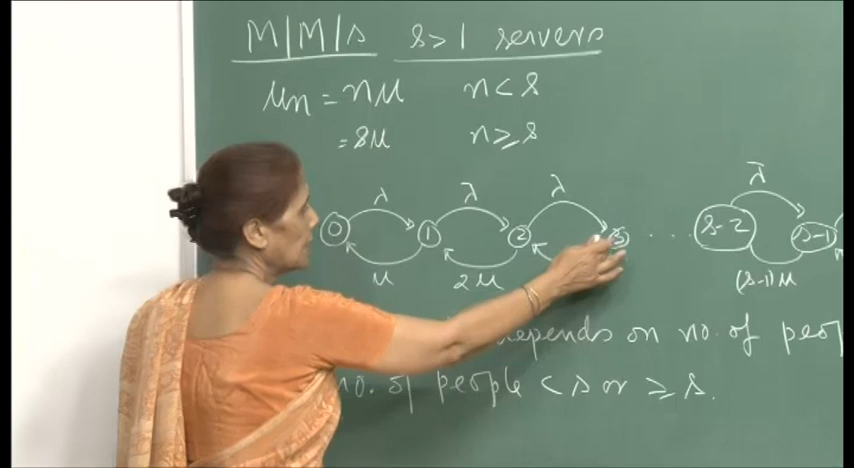 M|M|s s>1 servers
μn = nμ n < s
= sμ n ≥ s
λ λ λ λ
0 1 2 3 . . . s-2 s-1
μ 2μ (s-1)μ
depends on no. of peop
no. of people < s or ≥ s.